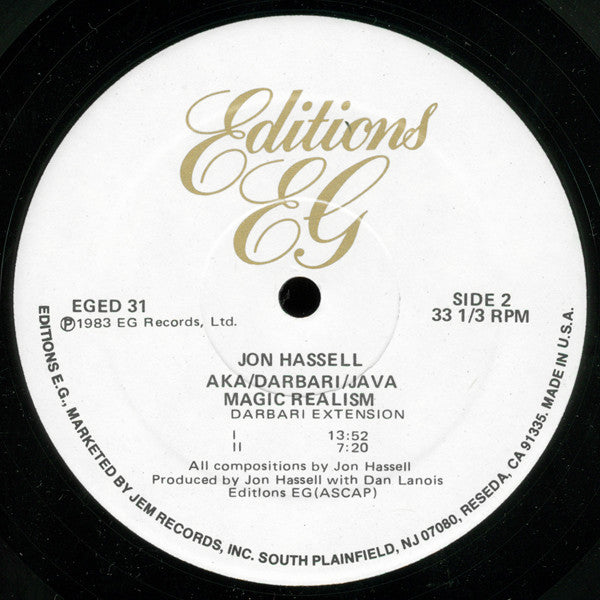 Editions
EG
EGED 31
Ⓟ1983 EG Records, Ltd.
SIDE 2
33 1/3 RPM
JON HASSELL
AKA/DARBARI/JAVA
MAGIC REALISM
DARBARI EXTENSION
I 13:52
II 7:20
All compositions by Jon Hassell
Produced by Jon Hassell with Dan Lanois
Editions EG(ASCAP)
EDITIONS E.G., MARKETED BY JEM RECORDS, INC. SOUTH PLAINFIELD, NJ 07080, RESEDA, CA 91335. MADE IN U.S.A.